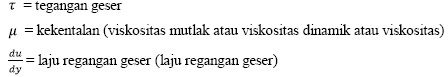 τ = tegangan geser
μ = kekentalan (viskositas mutlak atau viskositas dinamik atau viskositas)
du/dy = laju regangan geser (laju regangan geser)